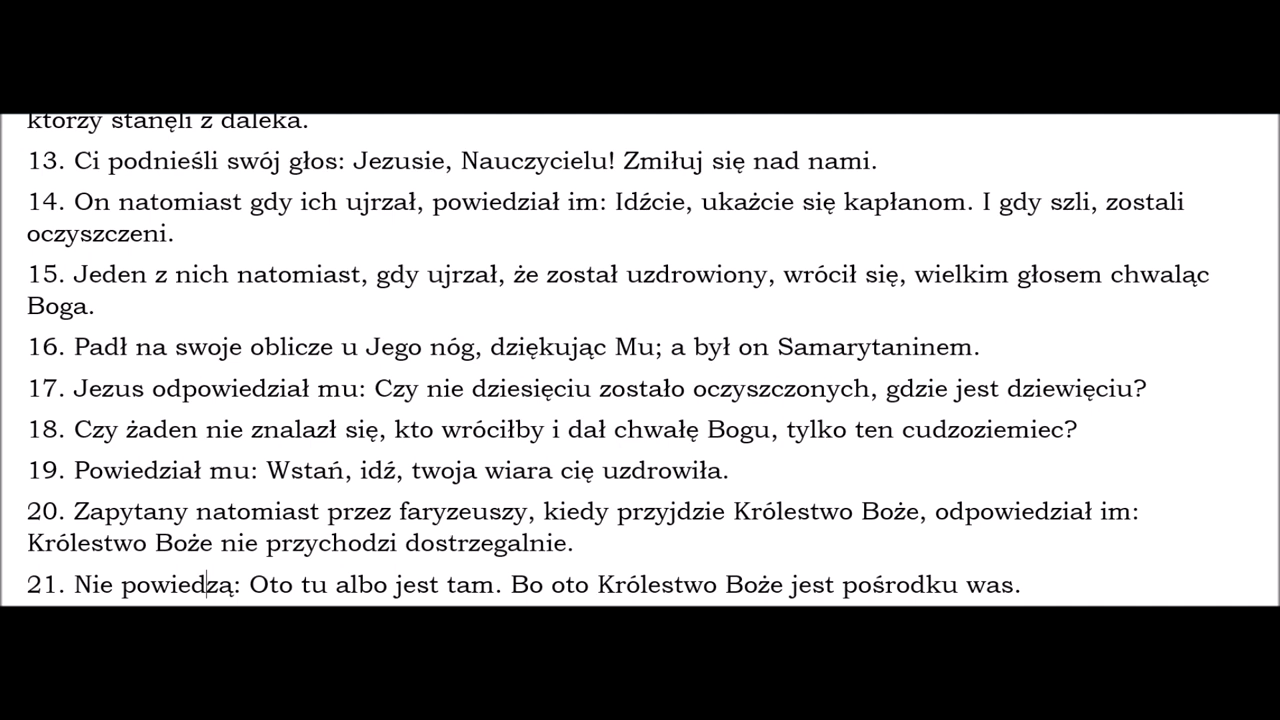 którzy stanęli z daleka.
13. Ci podnieśli swój głos: Jezusie, Nauczycielu! Zmiłuj się nad nami.
14. On natomiast gdy ich ujrzał, powiedział im: Idźcie, ukażcie się kapłanom. I gdy szli, zostali
oczyszczeni.
15. Jeden z nich natomiast, gdy ujrzał, że został uzdrowiony, wrócił się, wielkim głosem chwaląc
Boga.
16. Padł na swoje oblicze u Jego nóg, dziękując Mu; a był on Samarytaninem.
17. Jezus odpowiedział mu: Czy nie dziesięciu zostało oczyszczonych, gdzie jest dziewięciu?
18. Czy żaden nie znalazł się, kto wróciłby i dał chwałę Bogu, tylko ten cudzoziemiec?
19. Powiedział mu: Wstań, idź, twoja wiara cię uzdrowiła.
20. Zapytany natomiast przez faryzeuszy, kiedy przyjdzie Królestwo Boże, odpowiedział im:
Królestwo Boże nie przychodzi dostrzegalnie.
21. Nie powiedzą: Oto tu albo jest tam. Bo oto Królestwo Boże jest pośrodku was.